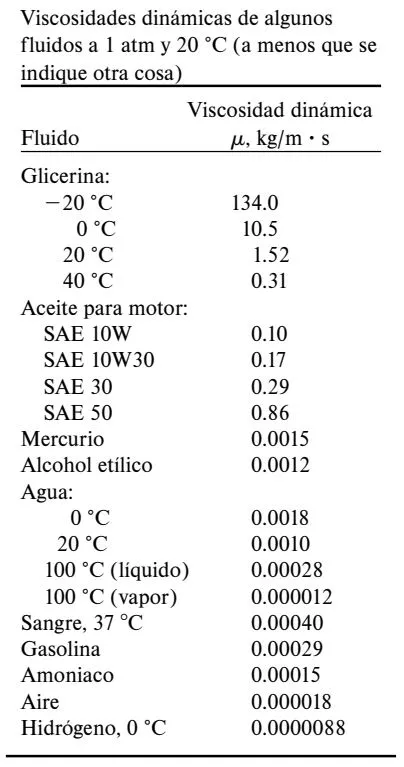 Viscosidades dinámicas de algunos
fluidos a 1 atm y 20 °C (a menos que se
indique otra cosa)
Viscosidad dinámica
Fluido μ, kg/m · s
Glicerina:
−20 °C 134.0
0 °C 10.5
20 °C 1.52
40 °C 0.31
Aceite para motor:
SAE 10W 0.10
SAE 10W30 0.17
SAE 30 0.29
SAE 50 0.86
Mercurio 0.0015
Alcohol etílico 0.0012
Agua:
0 °C 0.0018
20 °C 0.0010
100 °C (líquido) 0.00028
100 °C (vapor) 0.000012
Sangre, 37 °C 0.00040
Gasolina 0.00029
Amoniaco 0.00015
Aire 0.000018
Hidrógeno, 0 °C 0.0000088